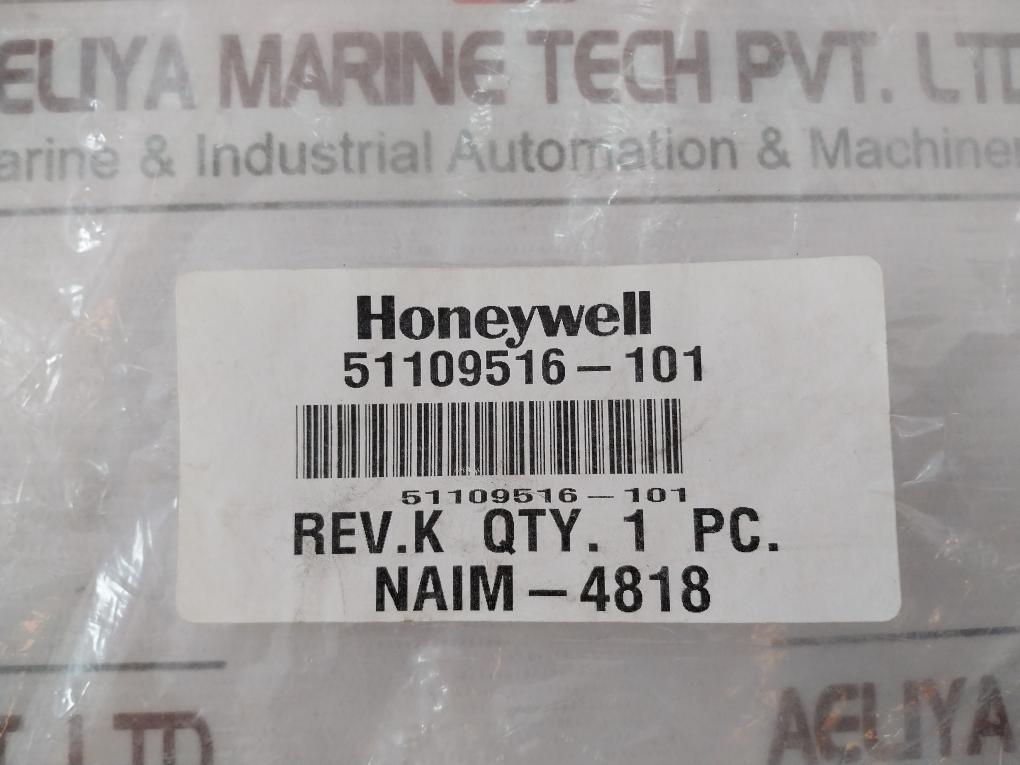 AELIYA MARINE TECH PVT. LTD
arine & Industrial Automation & Machiner
Honeywell
51109516-101
51109516-101
REV.K QTY. 1 PC.
NAIM-4818
T. LTD
AELIYA